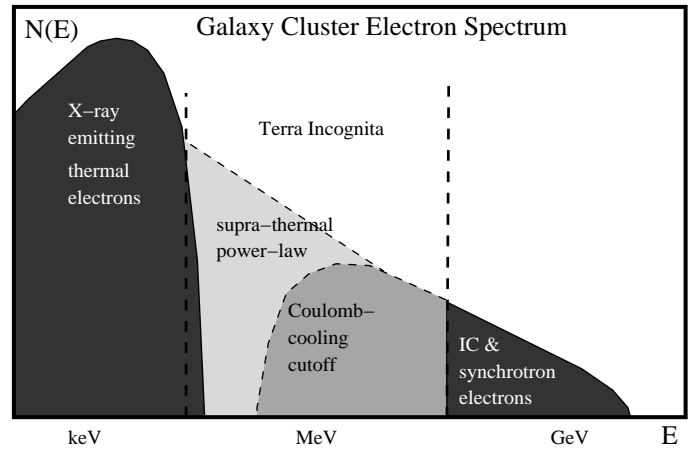 N(E)
Galaxy Cluster Electron Spectrum
X−ray
emitting
thermal
electrons
Terra Incognita
supra−thermal
power−law
Coulomb−
cooling
cutoff
IC &
synchrotron
electrons
keV
MeV
GeV
E